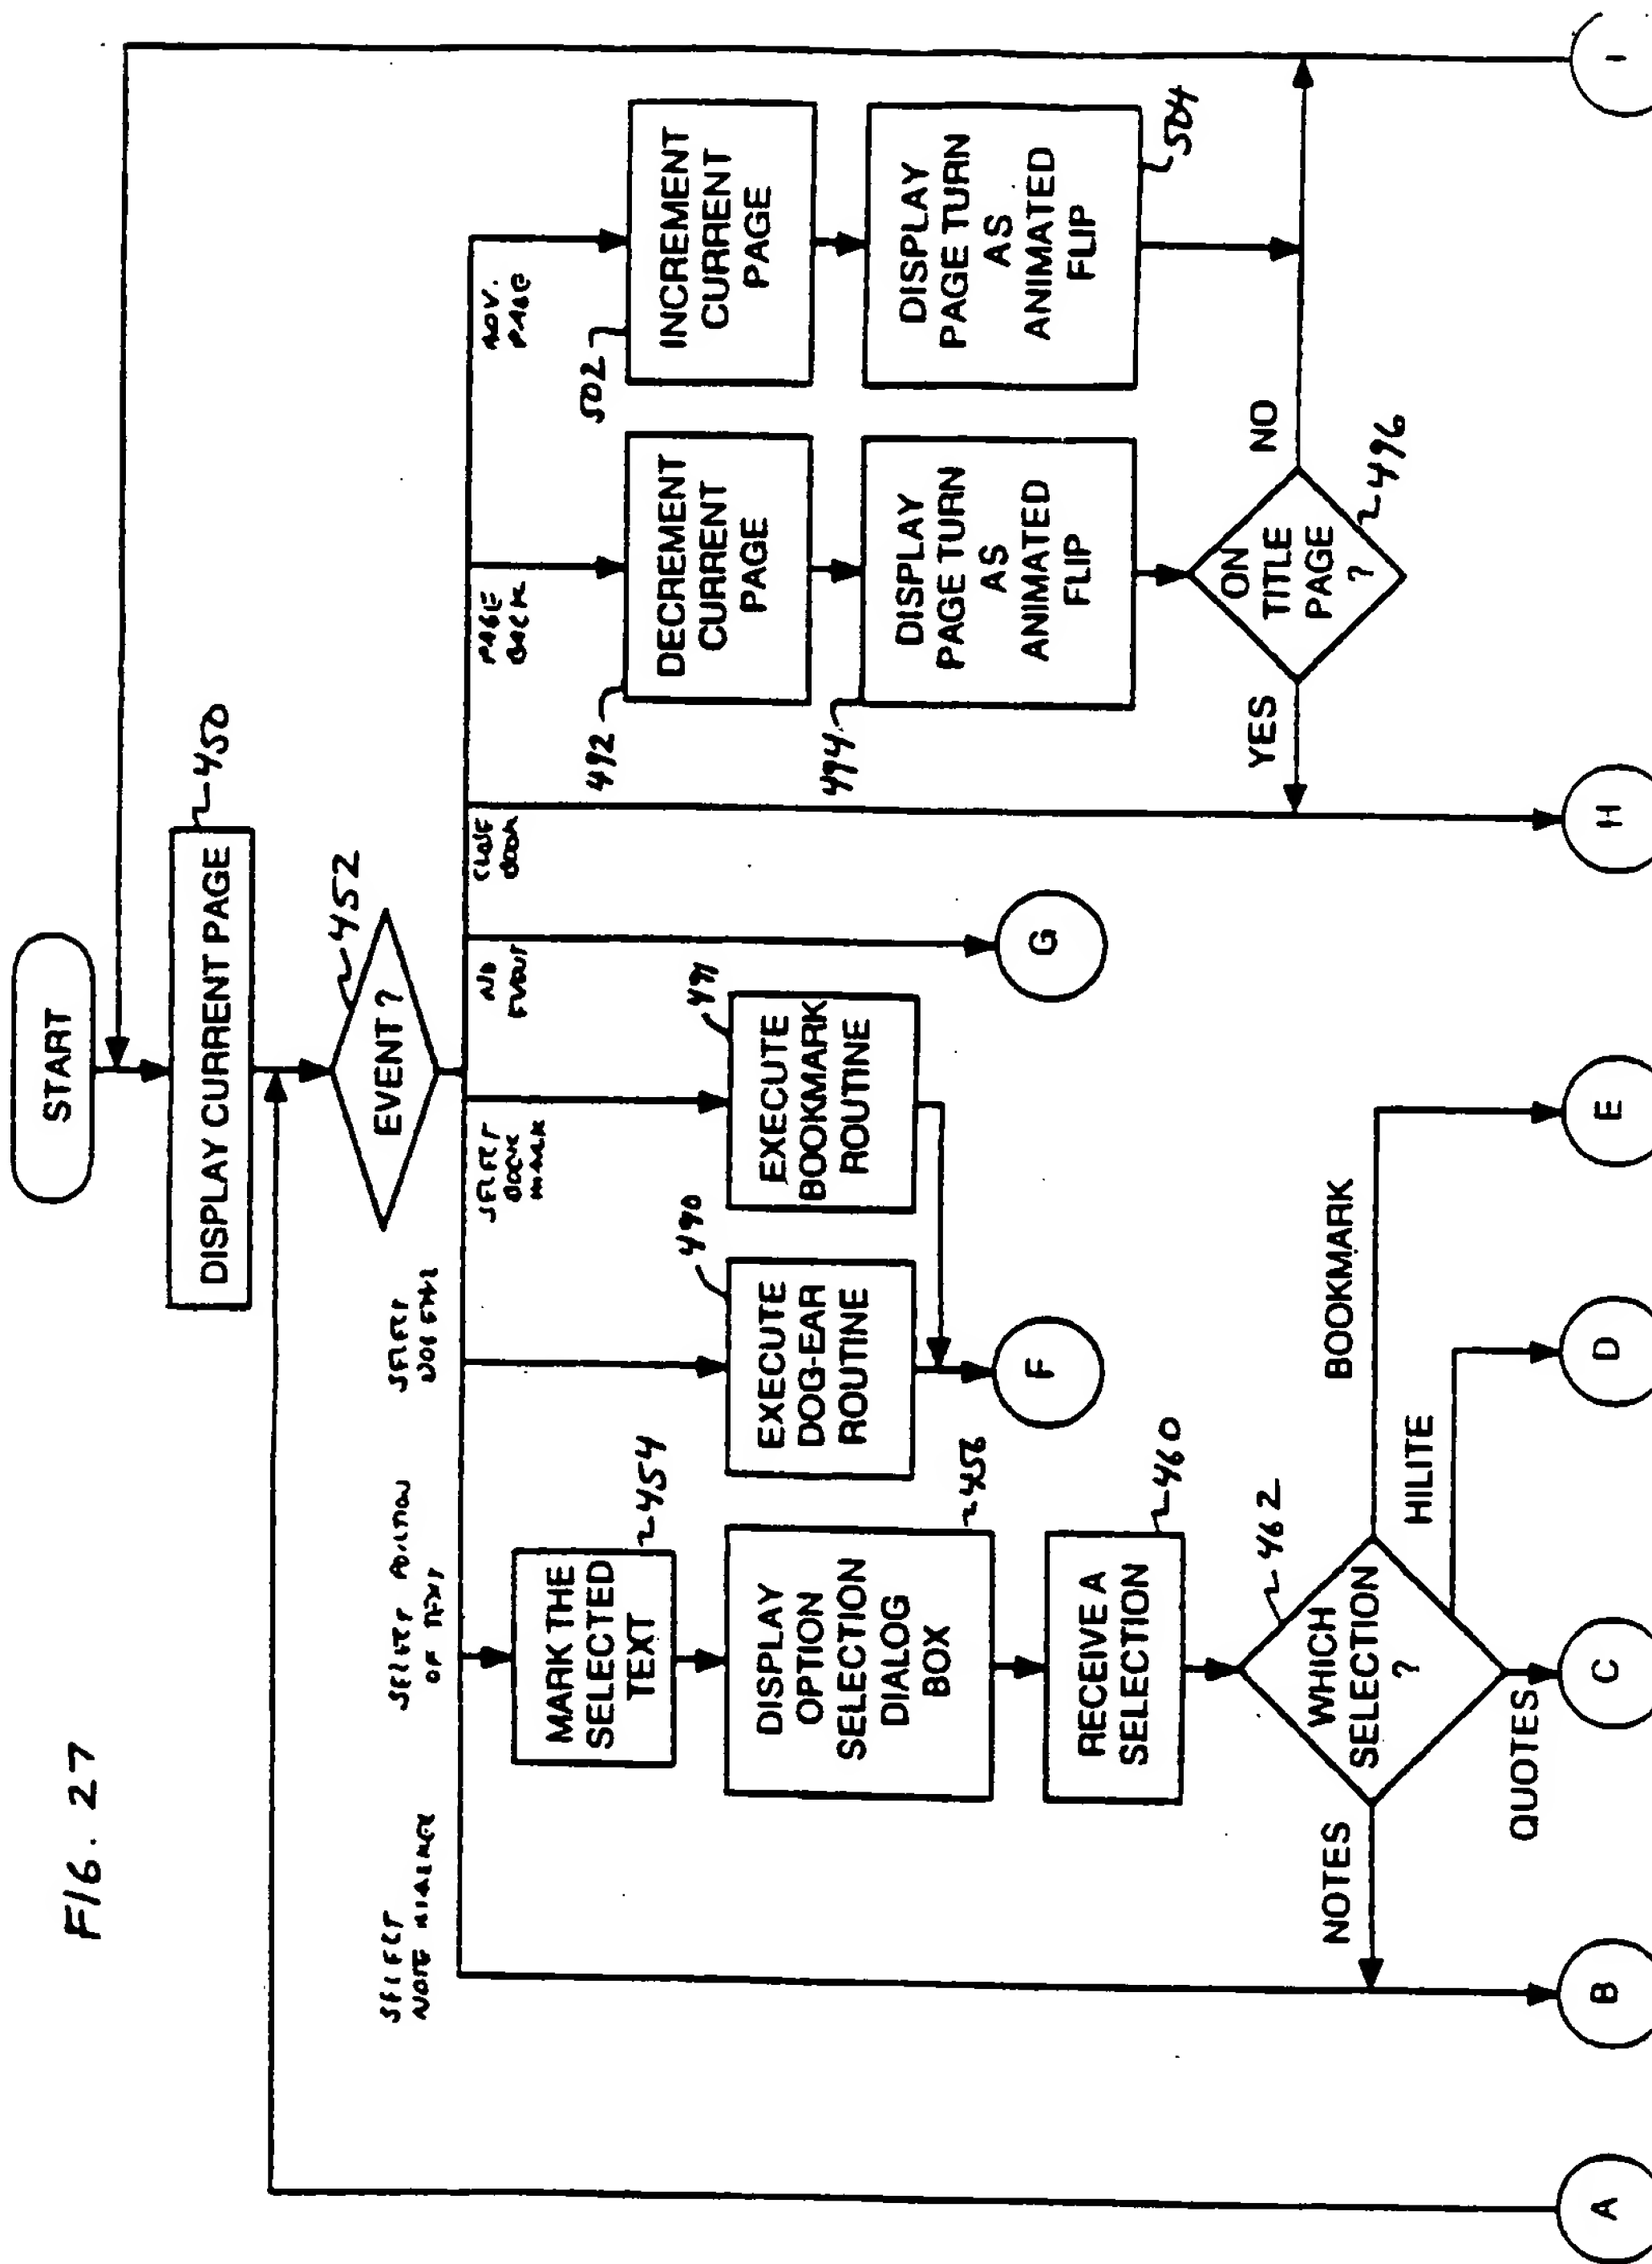 FIG. 27
START
DISPLAY CURRENT PAGE
450
EVENT ?
452
SELECT
NOTE MARKER
SELECT PORTION
OF TEXT
SELECT
DOG EAR
SELECT
BOOK
MARK
NO
EVENT
CLOSE
BOOK
PAGE
BACK
ADV.
PAGE
MARK THE
SELECTED
TEXT
454
DISPLAY
OPTION
SELECTION
DIALOG
BOX
456
RECEIVE A
SELECTION
460
WHICH
SELECTION
?
462
NOTES
QUOTES
HILITE
BOOKMARK
EXECUTE
DOG-EAR
ROUTINE
490
EXECUTE
BOOKMARK
ROUTINE
491
F
G
DECREMENT
CURRENT
PAGE
492
DISPLAY
PAGE TURN
AS
ANIMATED
FLIP
494
ON
TITLE
PAGE
?
496
YES
NO
INCREMENT
CURRENT
PAGE
502
DISPLAY
PAGE TURN
AS
ANIMATED
FLIP
504
A
B
C
D
E
H
I